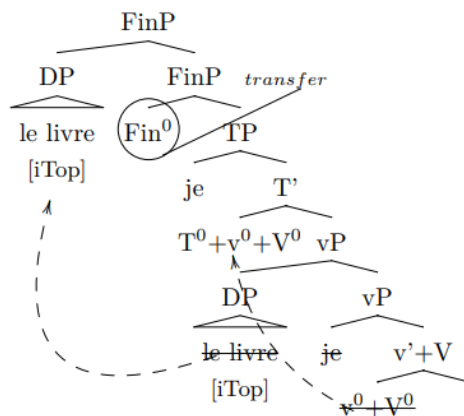 FinP
DP FinP transfer
le livre Fin⁰ TP
[iTop]
je T'
T⁰+v⁰+V⁰ vP
DP vP
le livre je v'+V
[iTop]
v⁰+V⁰